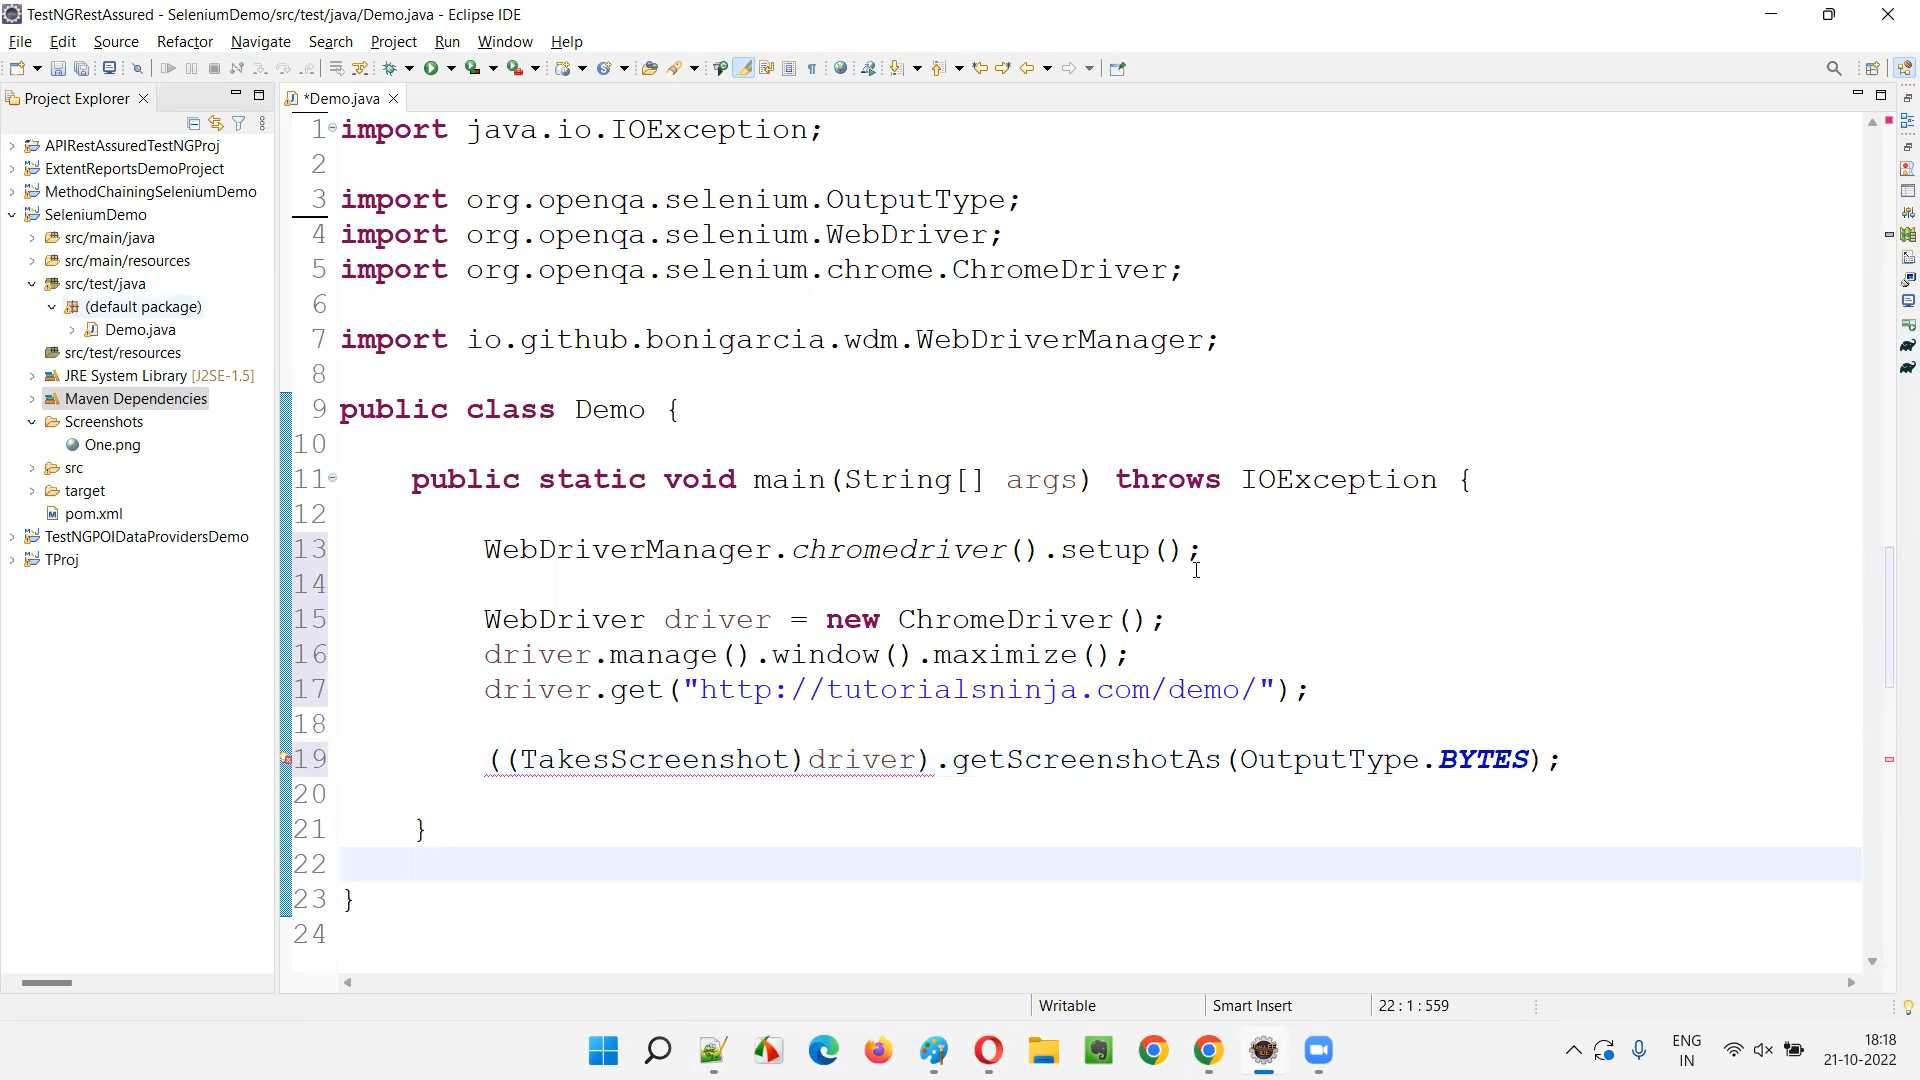 TestNGRestAssured - SeleniumDemo/src/test/java/Demo.java - Eclipse IDE
File Edit Source Refactor Navigate Search Project Run Window Help
Project Explorer
*Demo.java
APIRestAssuredTestNGProj
ExtentReportsDemoProject
MethodChainingSeleniumDemo
SeleniumDemo
src/main/java
src/main/resources
src/test/java
(default package)
Demo.java
src/test/resources
JRE System Library [J2SE-1.5]
Maven Dependencies
Screenshots
One.png
src
target
pom.xml
TestNGPOIDataProvidersDemo
TProj
1 import java.io.IOException;
2
3 import org.openqa.selenium.OutputType;
4 import org.openqa.selenium.WebDriver;
5 import org.openqa.selenium.chrome.ChromeDriver;
6
7 import io.github.bonigarcia.wdm.WebDriverManager;
8
9 public class Demo {
10
11 public static void main(String[] args) throws IOException {
12
13 WebDriverManager.chromedriver().setup();
14
15 WebDriver driver = new ChromeDriver();
16 driver.manage().window().maximize();
17 driver.get("http://tutorialsninja.com/demo/");
18
19 ((TakesScreenshot)driver).getScreenshotAs(OutputType.BYTES);
20
21 }
22
23 }
24
Writable Smart Insert 22 : 1 : 559
ENG
IN
18:18
21-10-2022